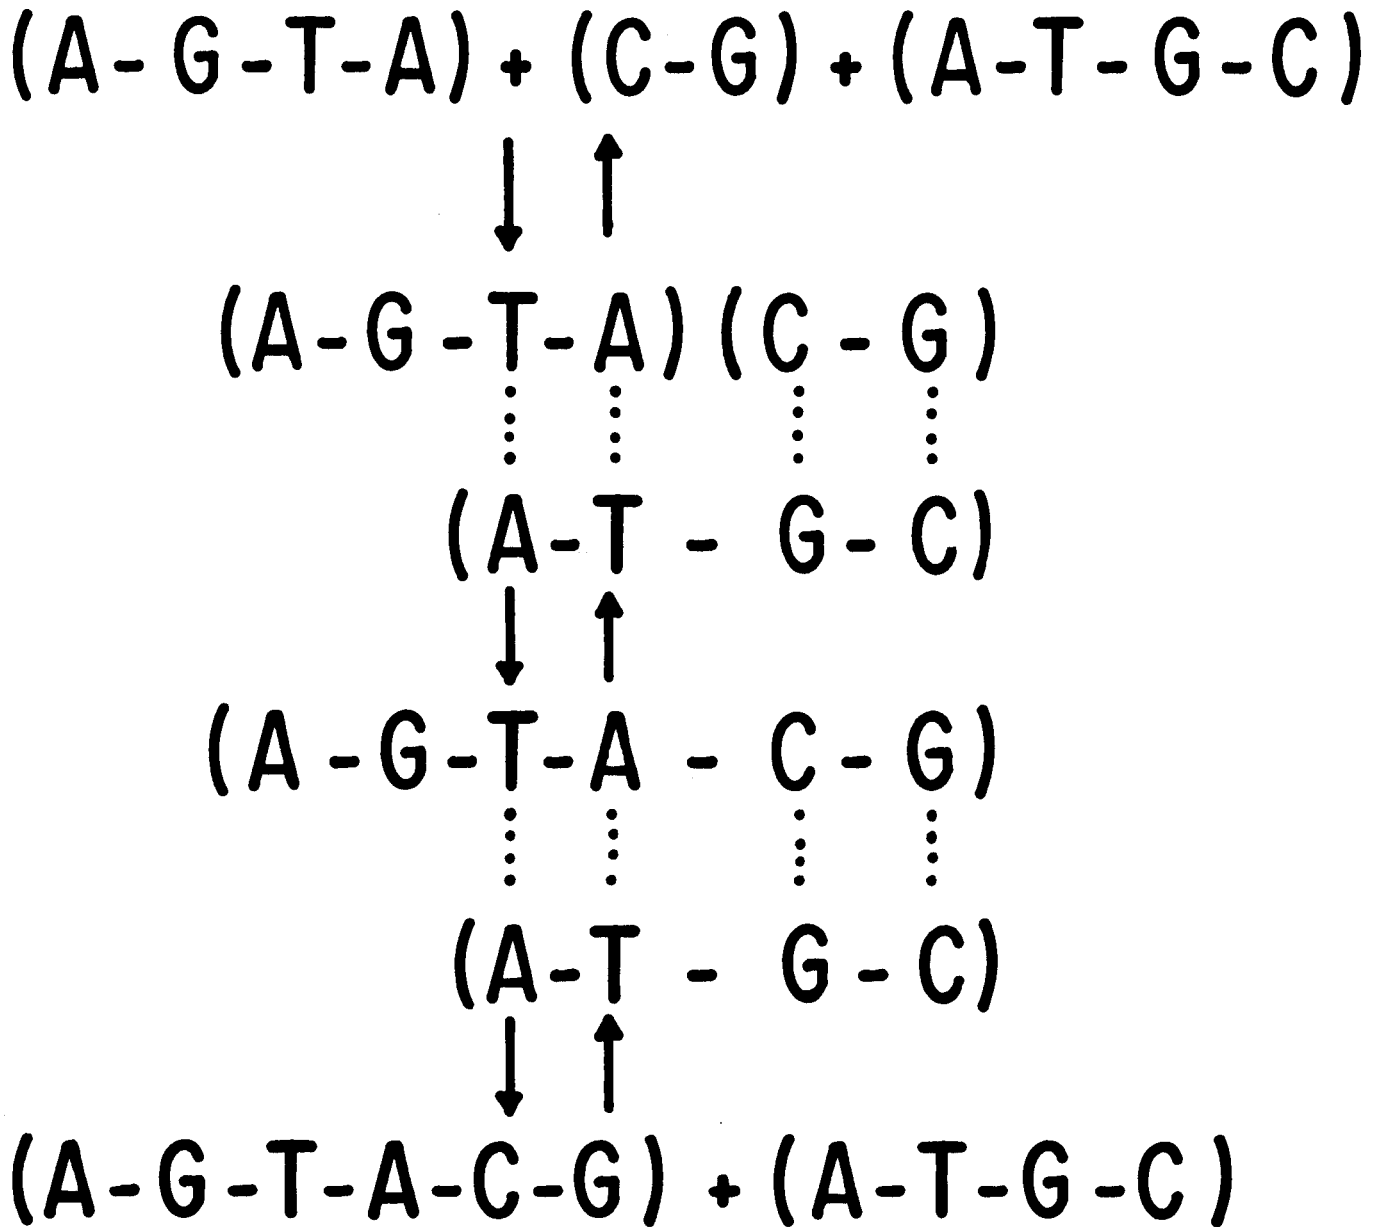 (A-G-T-A) + (C-G) + (A-T-G-C)
(A-G-T-A)(C-G)
(A-T-G-C)
(A-G-T-A-C-G)
(A-T-G-C)
(A-G-T-A-C-G) + (A-T-G-C)